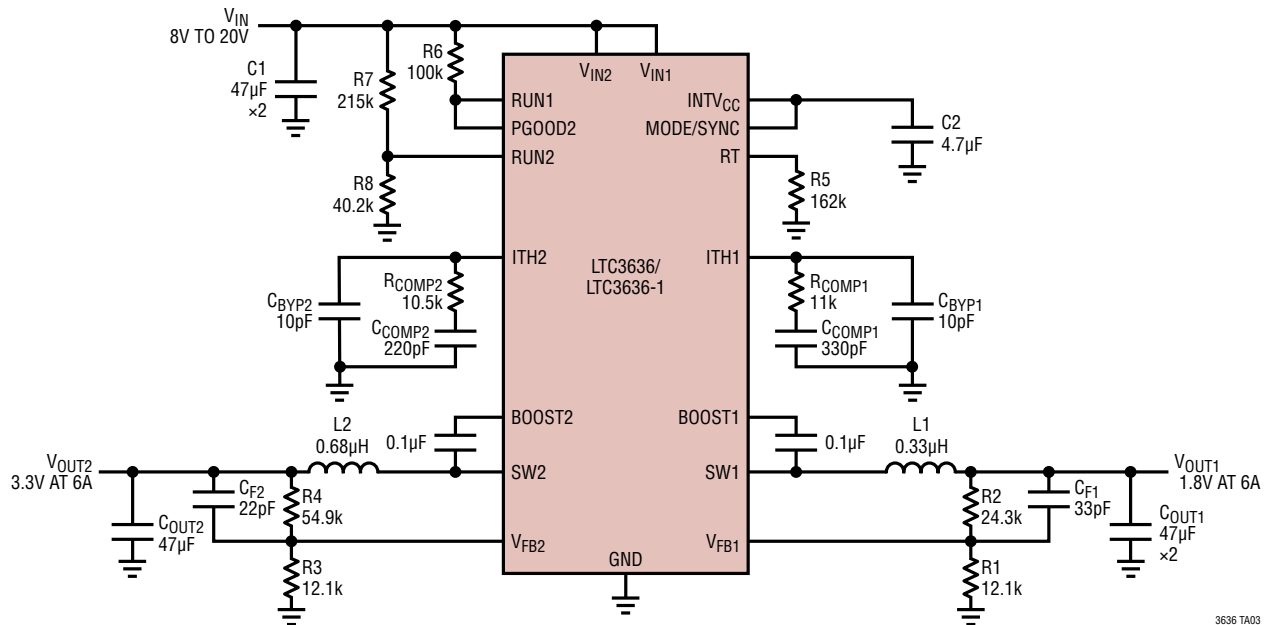 VIN
8V TO 20V
C1
47µF
×2
R7
215k
R6
100k
R8
40.2k
VIN2
VIN1
RUN1
PGOOD2
RUN2
INTVCC
MODE/SYNC
RT
C2
4.7µF
R5
162k
ITH2
ITH1
LTC3636/
LTC3636-1
CBYP2
10pF
RCOMP2
10.5k
CCOMP2
220pF
RCOMP1
11k
CCOMP1
330pF
CBYP1
10pF
BOOST2
BOOST1
L2
0.68µH
0.1µF
0.1µF
L1
0.33µH
SW2
SW1
VOUT2
3.3V AT 6A
VOUT1
1.8V AT 6A
CF2
22pF
R4
54.9k
COUT2
47µF
R2
24.3k
CF1
33pF
COUT1
47µF
×2
VFB2
VFB1
GND
R3
12.1k
R1
12.1k
3636 TA03